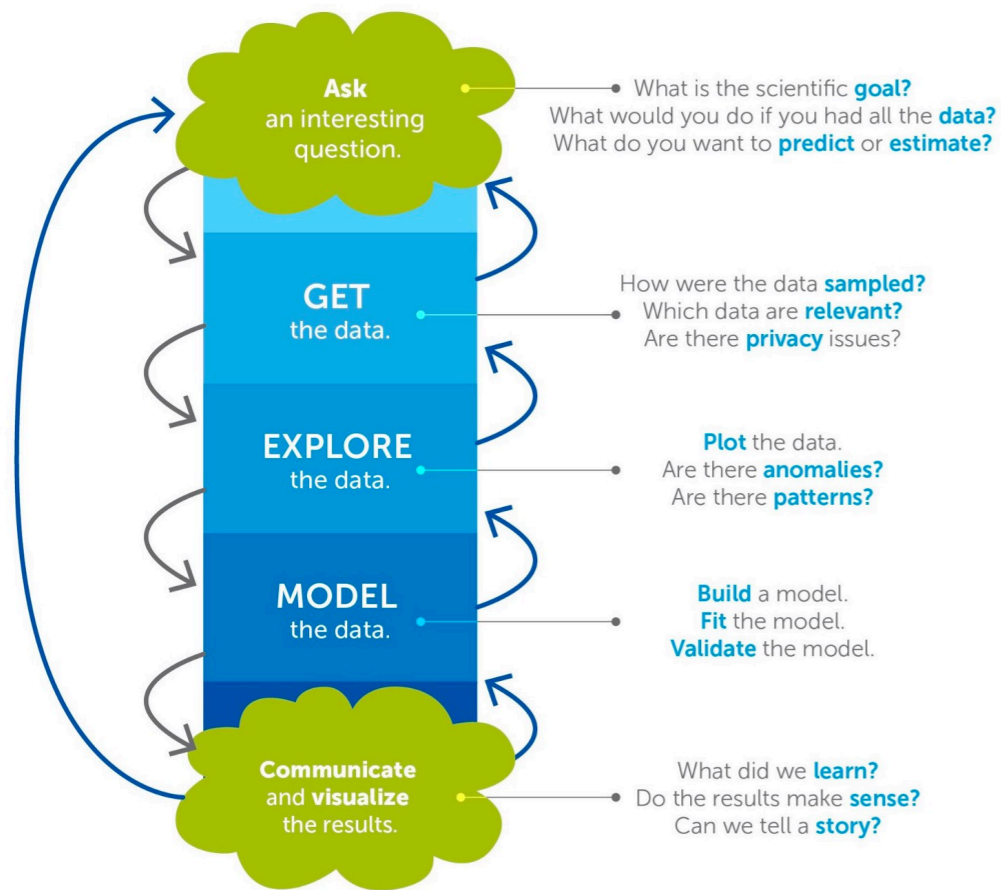 Ask
an interesting
question.
What is the scientific goal?
What would you do if you had all the data?
What do you want to predict or estimate?
GET
the data.
How were the data sampled?
Which data are relevant?
Are there privacy issues?
EXPLORE
the data.
Plot the data.
Are there anomalies?
Are there patterns?
MODEL
the data.
Build a model.
Fit the model.
Validate the model.
Communicate
and visualize
the results.
What did we learn?
Do the results make sense?
Can we tell a story?